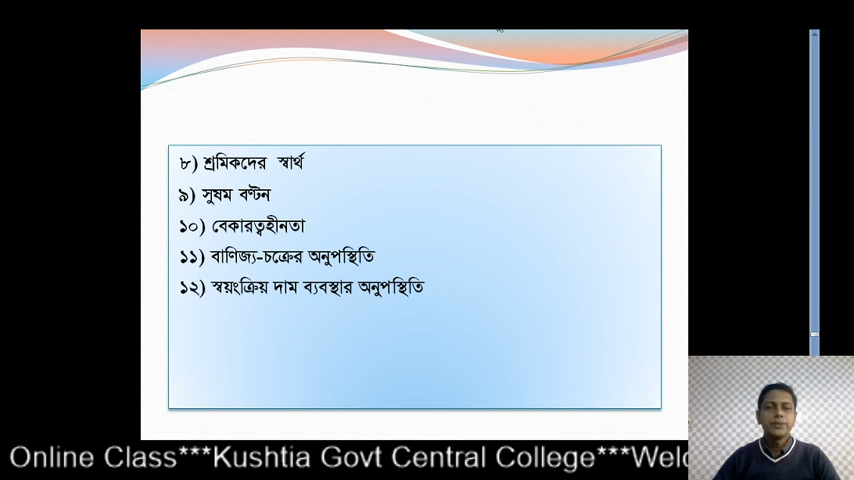 ৮) শ্রমিকদের স্বার্থ
৯) সুষম বণ্টন
১০) বেকারত্বহীনতা
১১) বাণিজ্য-চক্রের অনুপস্থিতি
১২) স্বয়ংক্রিয় দাম ব্যবস্থার অনুপস্থিতি
Online Class***Kushtia Govt Central College***Welc